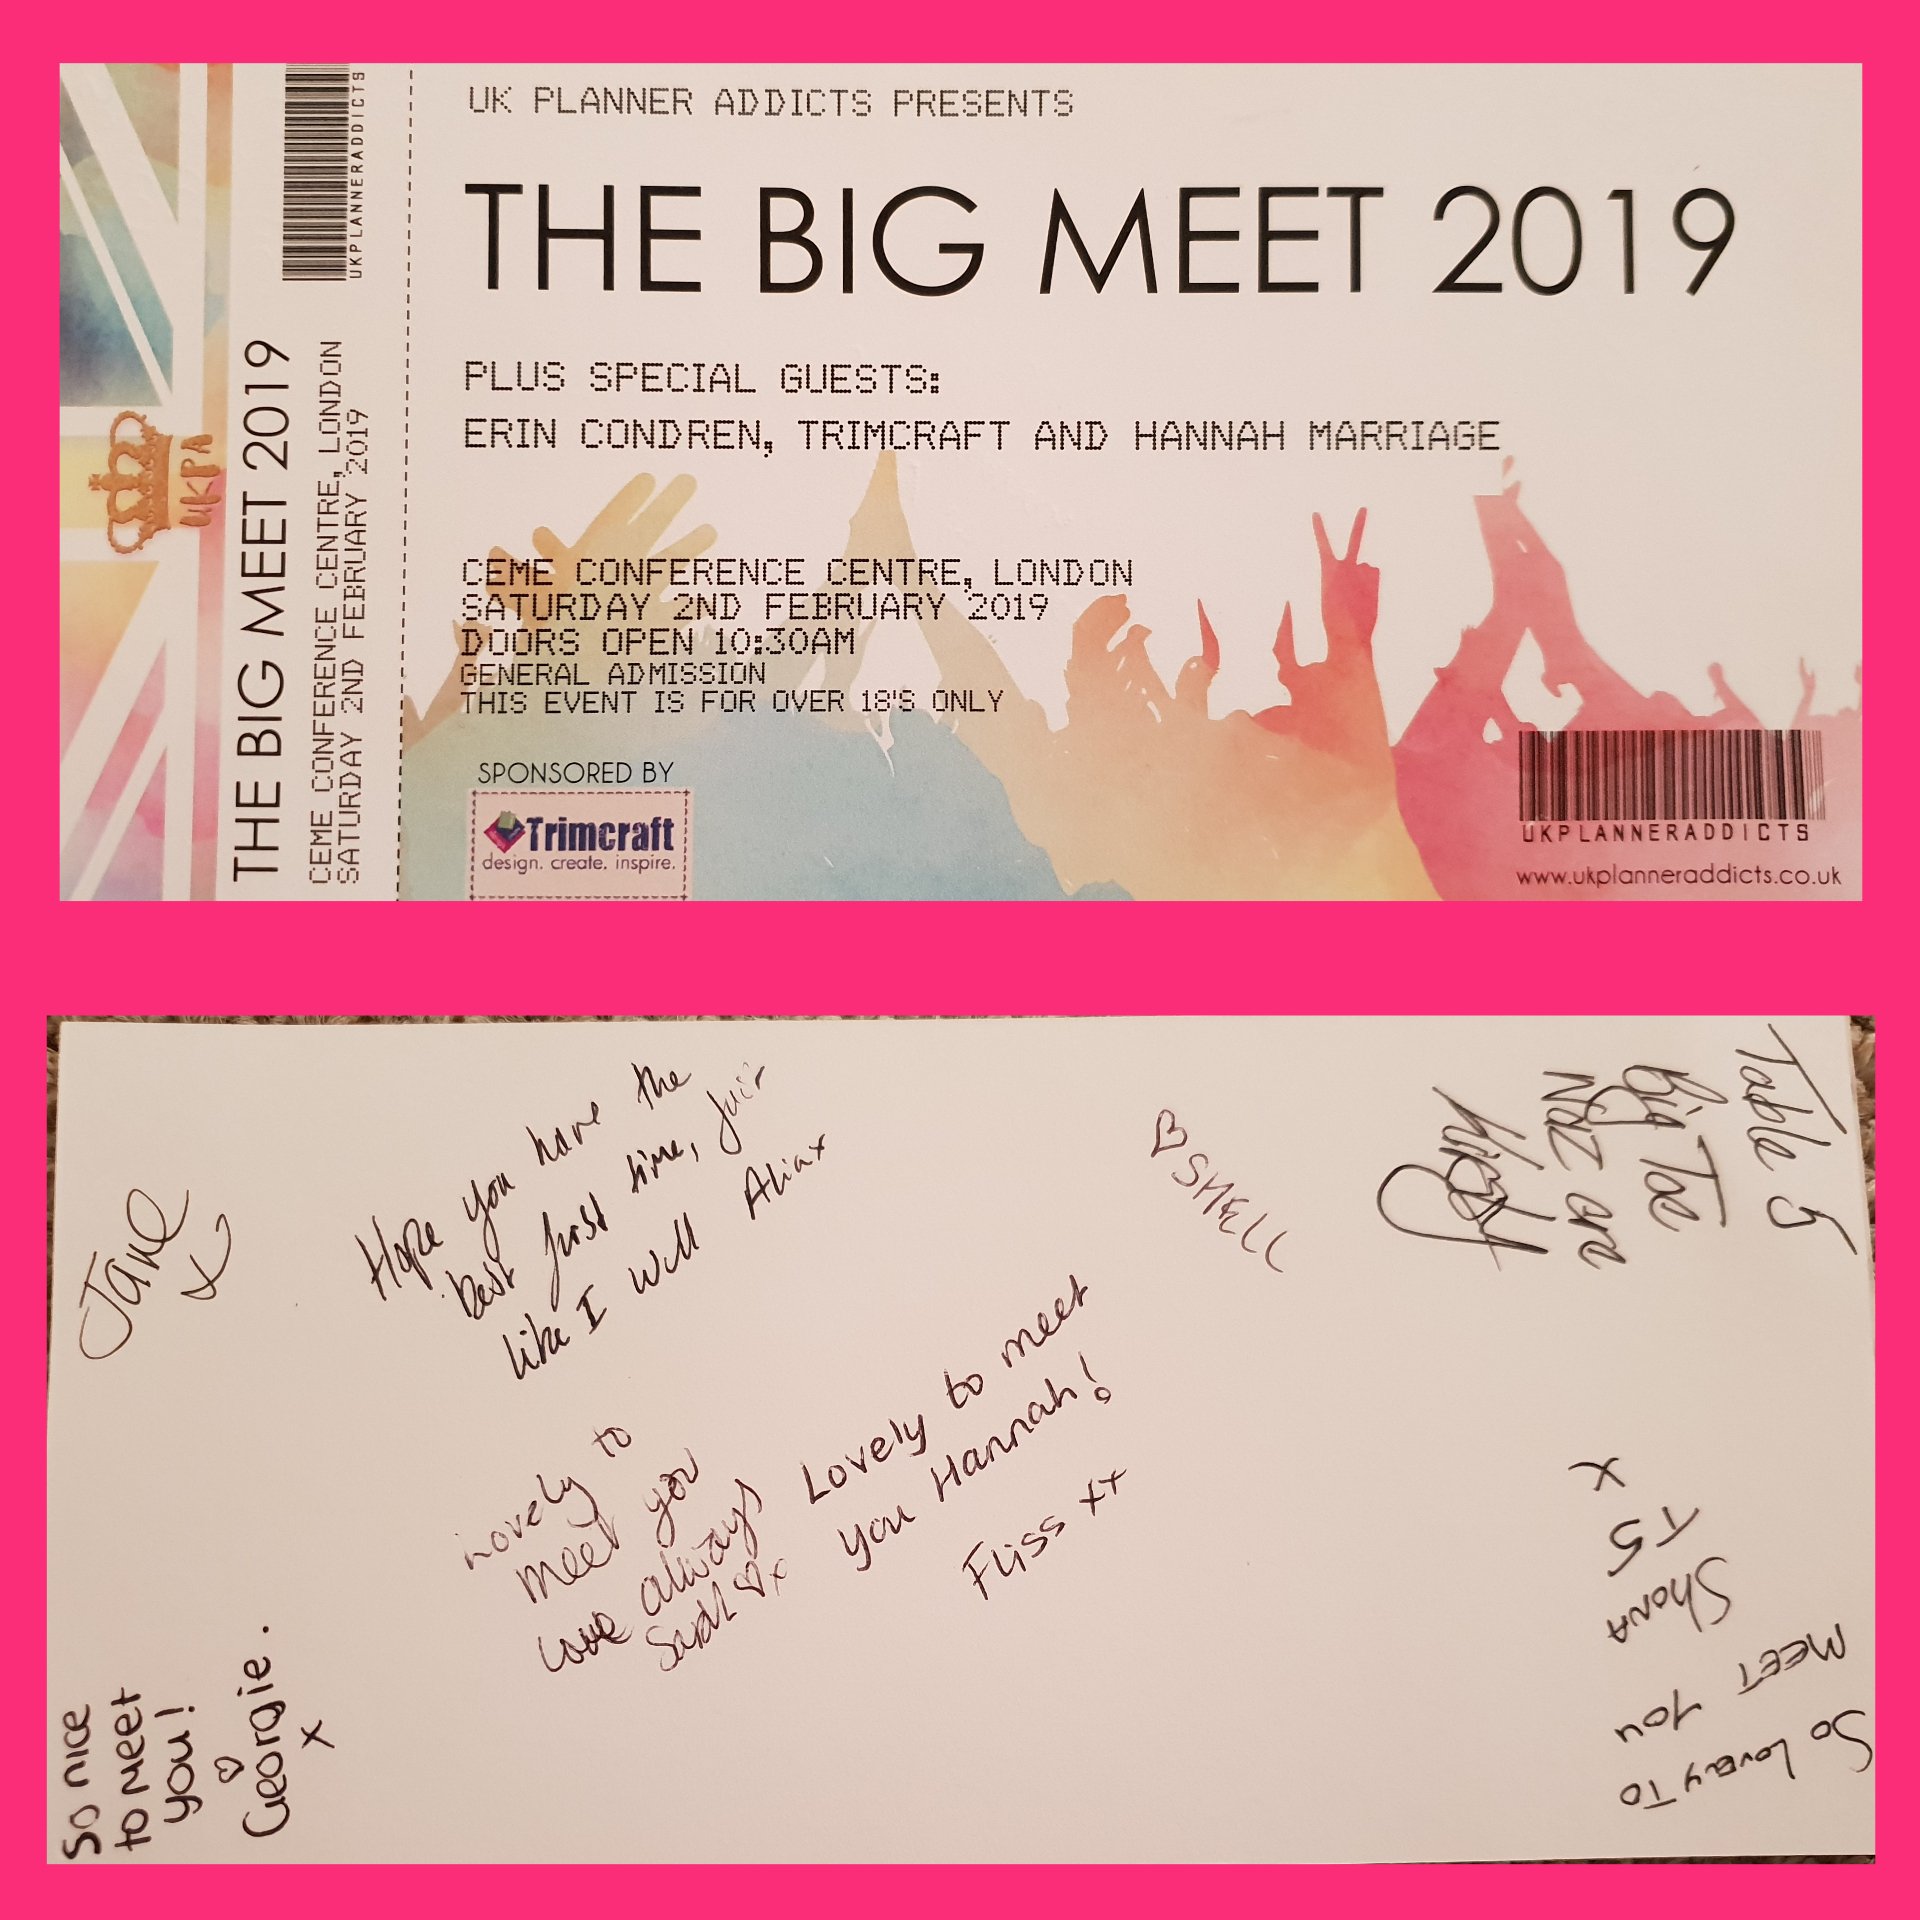 UKPA
THE BIG MEET 2019
CEME CONFERENCE CENTRE, LONDON
SATURDAY 2ND FEBRUARY 2019
UKPLANNERADDICTS
UK PLANNER ADDICTS PRESENTS
THE BIG MEET 2019
PLUS SPECIAL GUESTS:
ERIN CONDREN, TRIMCRAFT AND HANNAH MARRIAGE
CEME CONFERENCE CENTRE, LONDON
SATURDAY 2ND FEBRUARY 2019
DOORS OPEN 10:30AM
GENERAL ADMISSION
THIS EVENT IS FOR OVER 18'S ONLY
SPONSORED BY
Trimcraft
design. create. inspire.
UKPLANNERADDICTS
www.ukplanneraddicts.co.uk
Jane
x
Hope you have the
best first time, just
like I will Alia x
♡ SHELL
Table 5
Big Toe
Naz are
Lovely to
meet you
Love always
Sarah ♡x
Lovely to meet
you Hannah!
Fliss xx
So nice
to meet
you!
♡
Georgie.
x
So Lovely To
MEET YOU
Shona
T5
x